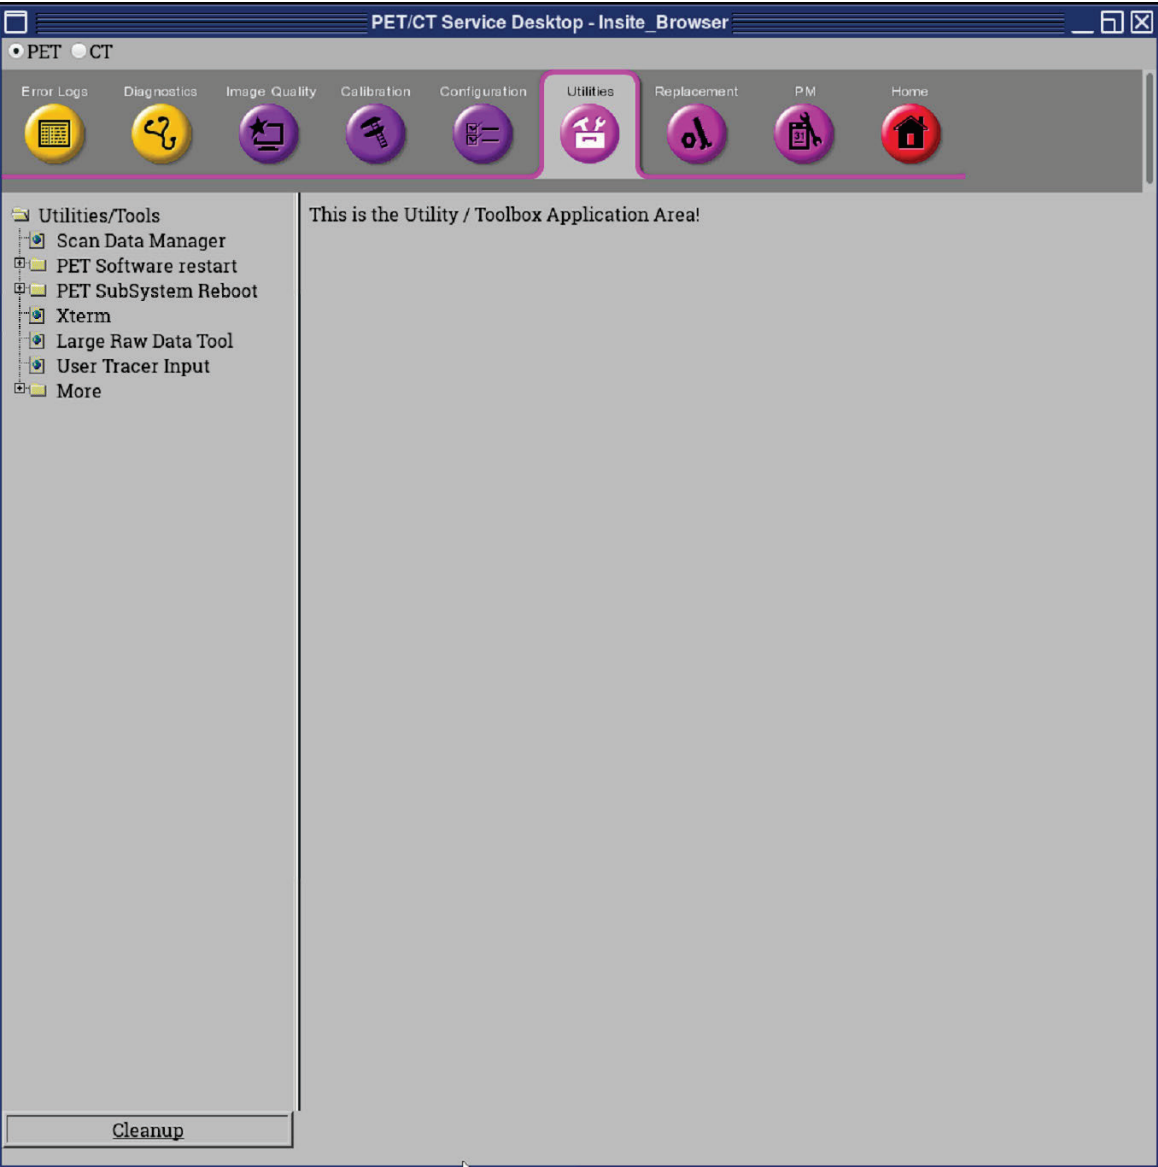 PET/CT Service Desktop - Insite_Browser
PET CT
Error Logs Diagnostics Image Quality Calibration Configuration Utilities Replacement PM Home
31
Utilities/Tools
Scan Data Manager
PET Software restart
PET SubSystem Reboot
Xterm
Large Raw Data Tool
User Tracer Input
More
This is the Utility / Toolbox Application Area!
Cleanup